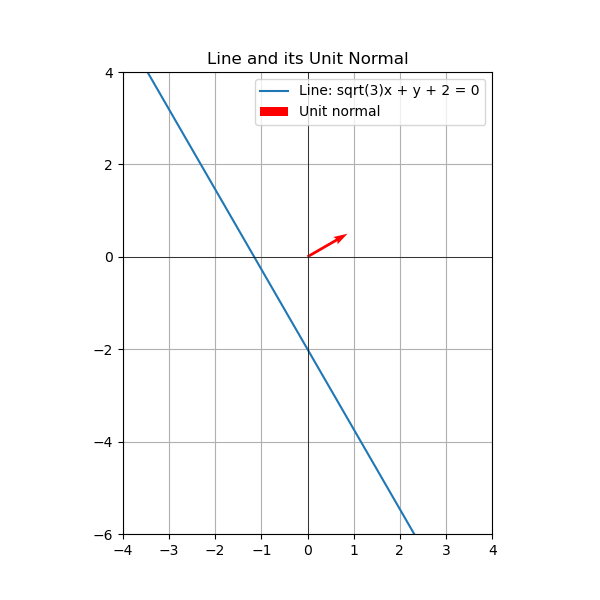 Line and its Unit Normal
Line: sqrt(3)x + y + 2 = 0
Unit normal
4
2
0
−2
−4
−6
−4 −3 −2 −1 0 1 2 3 4